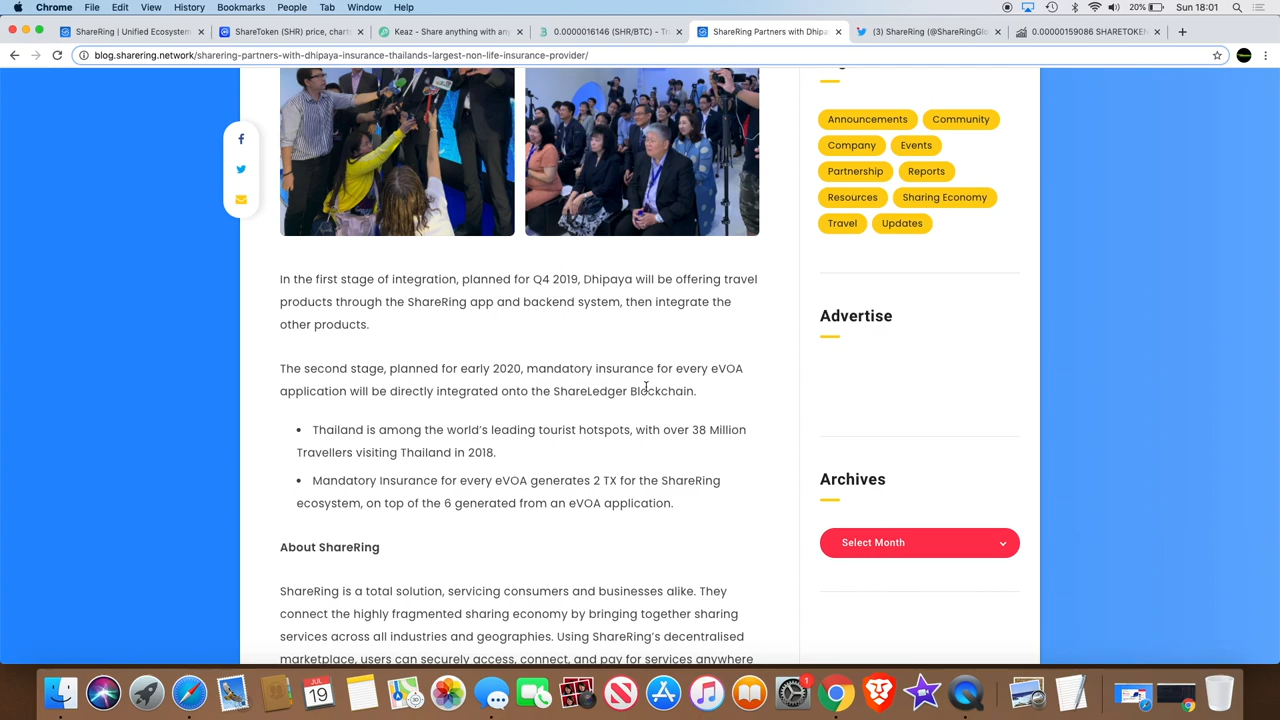 Chrome File Edit View History Bookmarks People Tab Window Help 20% Sun 18:01
ShareRing | Unified Ecosystem ShareToken (SHR) price, chart Keaz - Share anything with any 0.0000016146 (SHR/BTC) - Tr ShareRing Partners with Dhipa (3) ShareRing (@ShareRingGlo 0.00000159086 SHARETOKEN
blog.sharering.network/sharering-partners-with-dhipaya-insurance-thailands-largest-non-life-insurance-provider/
Announcements Community
Company Events
Partnership Reports
Resources Sharing Economy
Travel Updates
In the first stage of integration, planned for Q4 2019, Dhipaya will be offering travel
products through the ShareRing app and backend system, then integrate the
other products.
The second stage, planned for early 2020, mandatory insurance for every eVOA
application will be directly integrated onto the ShareLedger Blockchain.
• Thailand is among the world's leading tourist hotspots, with over 38 Million
Travellers visiting Thailand in 2018.
• Mandatory Insurance for every eVOA generates 2 TX for the ShareRing
ecosystem, on top of the 6 generated from an eVOA application.
About ShareRing
ShareRing is a total solution, servicing consumers and businesses alike. They
connect the highly fragmented sharing economy by bringing together sharing
services across all industries and geographies. Using ShareRing's decentralised
marketplace, users can securely access, connect, and pay for services anywhere
Advertise
Archives
Select Month
JUL
19
1